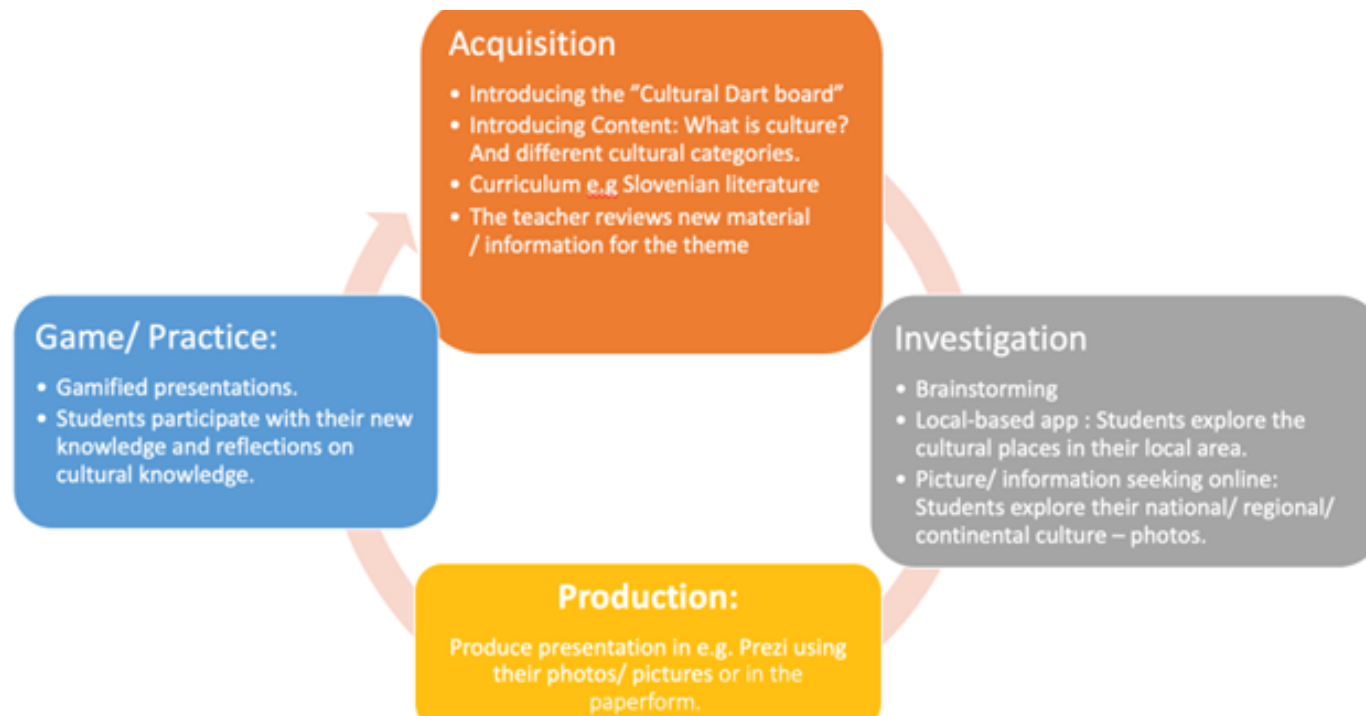 Acquisition
• Introducing the “Cultural Dart board”
• Introducing Content: What is culture?
And different cultural categories.
• Curriculum e.g Slovenian literature
• The teacher reviews new material
/ information for the theme
Investigation
• Brainstorming
• Local-based app : Students explore the
cultural places in their local area.
• Picture/ information seeking online:
Students explore their national/ regional/
continental culture – photos.
Production:
Produce presentation in e.g. Prezi using
their photos/ pictures or in the
paperform.
Game/ Practice:
• Gamified presentations.
• Students participate with their new
knowledge and reflections on
cultural knowledge.